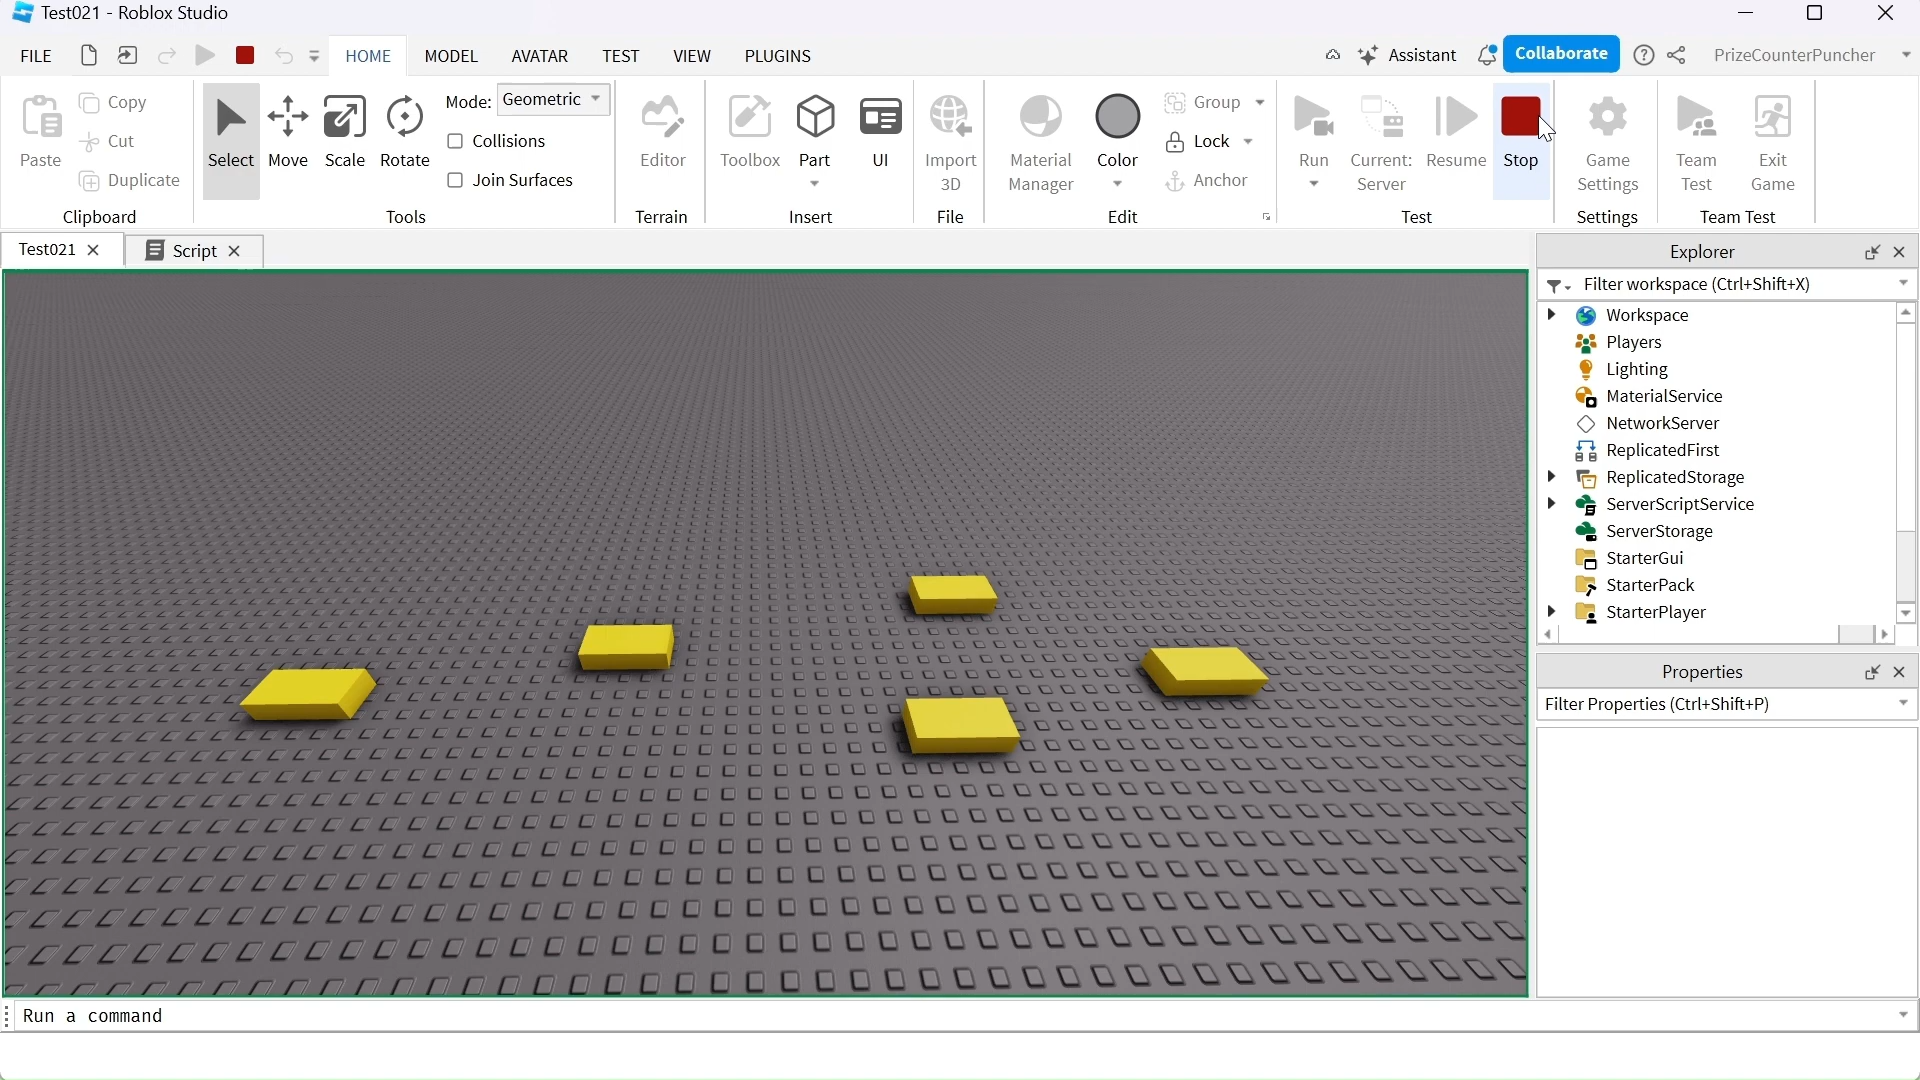 Test021 - Roblox Studio
FILE HOME MODEL AVATAR TEST VIEW PLUGINS Assistant Collaborate PrizeCounterPuncher
Paste
Copy
Cut
Duplicate
Clipboard
Select
Move
Scale
Rotate
Mode: Geometric
Collisions
Join Surfaces
Tools
Editor
Terrain
Toolbox
Part
UI
Insert
Import
3D
File
Material
Manager
Color
Group
Lock
Anchor
Edit
Run
Current:
Server
Resume
Stop
Test
Game
Settings
Settings
Team
Test
Exit
Game
Team Test
Test021
Script
Explorer
Filter workspace (Ctrl+Shift+X)
Workspace
Players
Lighting
MaterialService
NetworkServer
ReplicatedFirst
ReplicatedStorage
ServerScriptService
ServerStorage
StarterGui
StarterPack
StarterPlayer
Properties
Filter Properties (Ctrl+Shift+P)
Run a command